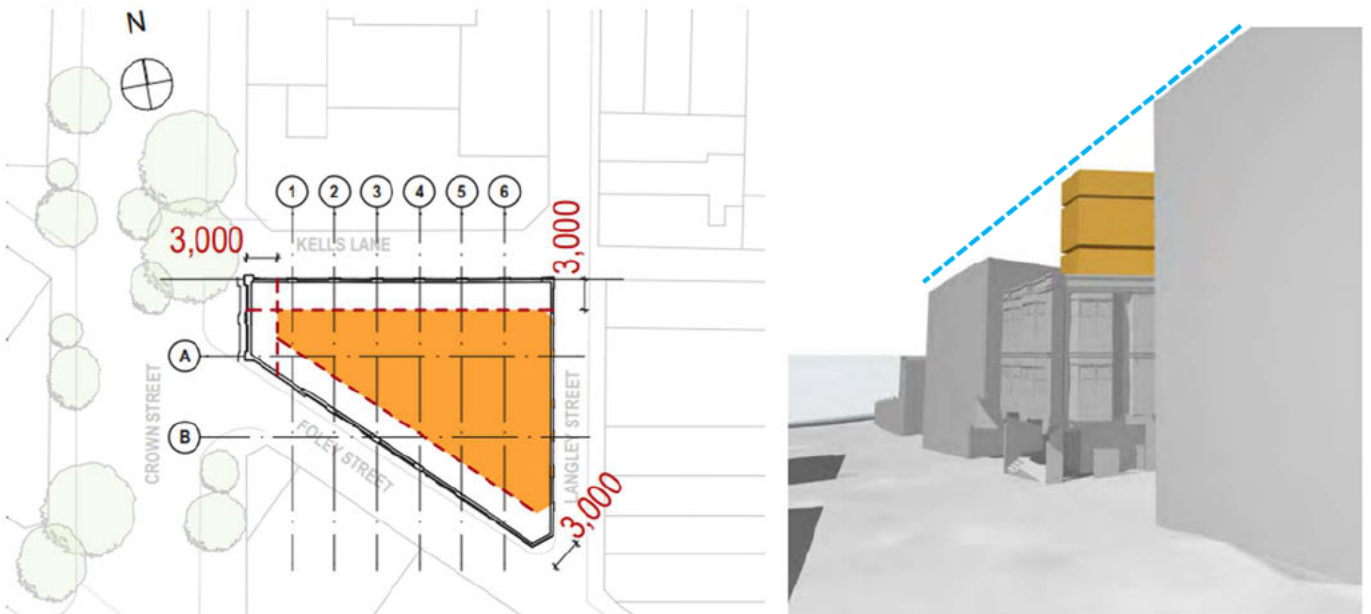 N
1 2 3 4 5 6
3,000
KELLS LANE
3,000
A
B
CROWN STREET
FOLEY STREET
LANGLEY STREET
3,000